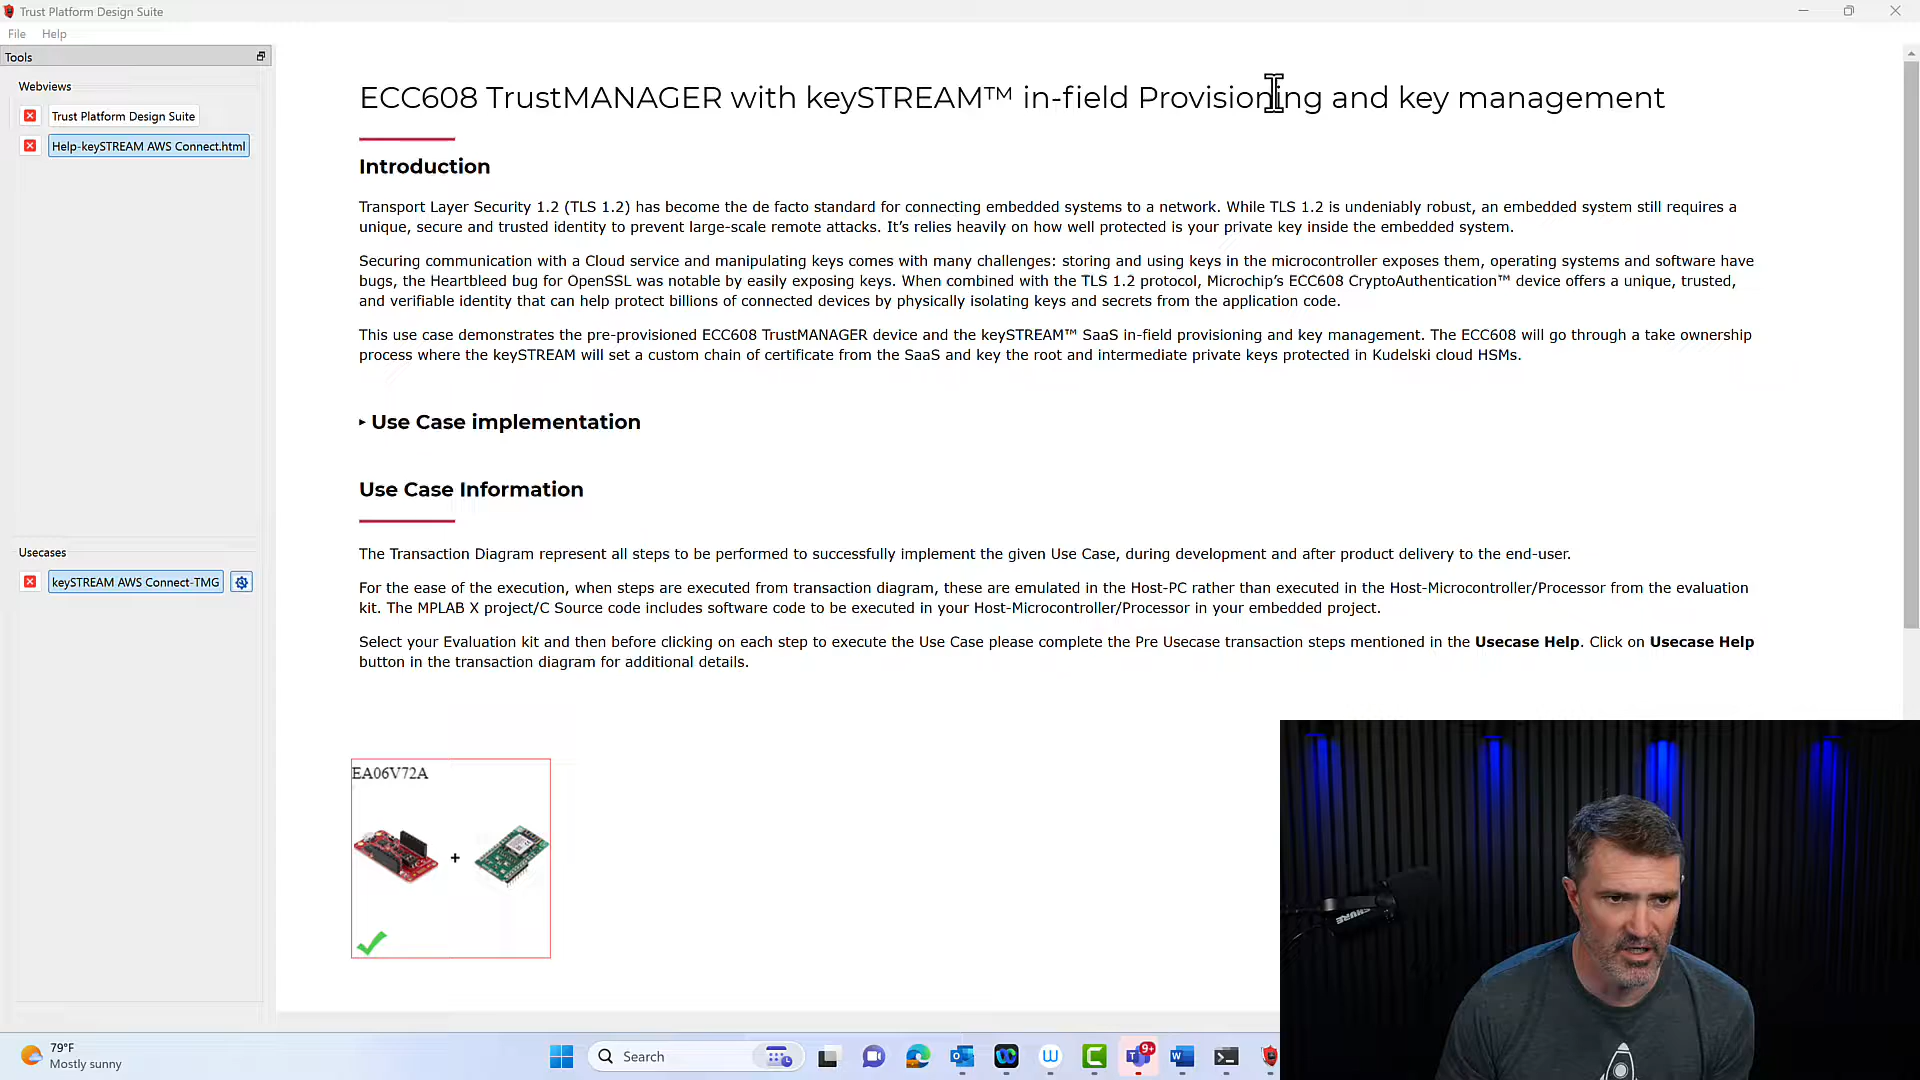 Trust Platform Design Suite
File Help
Tools
Webviews
Trust Platform Design Suite
Help-keySTREAM AWS Connect.html
Usecases
keySTREAM AWS Connect-TMG
ECC608 TrustMANAGER with keySTREAM™ in-field Provisioning and key management
Introduction
Transport Layer Security 1.2 (TLS 1.2) has become the de facto standard for connecting embedded systems to a network. While TLS 1.2 is undeniably robust, an embedded system still requires a
unique, secure and trusted identity to prevent large-scale remote attacks. It’s relies heavily on how well protected is your private key inside the embedded system.
Securing communication with a Cloud service and manipulating keys comes with many challenges: storing and using keys in the microcontroller exposes them, operating systems and software have
bugs, the Heartbleed bug for OpenSSL was notable by easily exposing keys. When combined with the TLS 1.2 protocol, Microchip’s ECC608 CryptoAuthentication™ device offers a unique, trusted,
and verifiable identity that can help protect billions of connected devices by physically isolating keys and secrets from the application code.
This use case demonstrates the pre-provisioned ECC608 TrustMANAGER device and the keySTREAM™ SaaS in-field provisioning and key management. The ECC608 will go through a take ownership
process where the keySTREAM will set a custom chain of certificate from the SaaS and key the root and intermediate private keys protected in Kudelski cloud HSMs.
Use Case implementation
Use Case Information
The Transaction Diagram represent all steps to be performed to successfully implement the given Use Case, during development and after product delivery to the end-user.
For the ease of the execution, when steps are executed from transaction diagram, these are emulated in the Host-PC rather than executed in the Host-Microcontroller/Processor from the evaluation
kit. The MPLAB X project/C Source code includes software code to be executed in your Host-Microcontroller/Processor in your embedded project.
Select your Evaluation kit and then before clicking on each step to execute the Use Case please complete the Pre Usecase transaction steps mentioned in the Usecase Help. Click on Usecase Help
button in the transaction diagram for additional details.
EA06V72A
+
SHURE
79°F
Mostly sunny
Search
9+